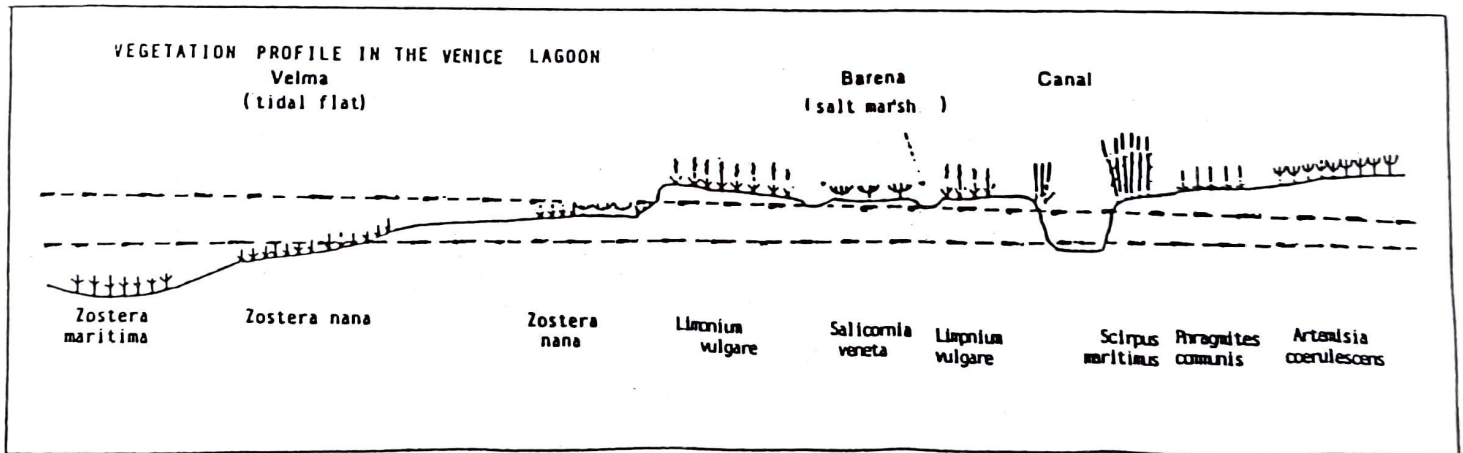 VEGETATION PROFILE IN THE VENICE LAGOON
Velma
(tidal flat)
Barena
(salt marsh )
Canal
Zostera
maritima
Zostera nana
Zostera
nana
Limonium
vulgare
Salicornia
veneta
Limonium
vulgare
Scirpus
maritimus
Phragmites
communis
Artemisia
coerulescens